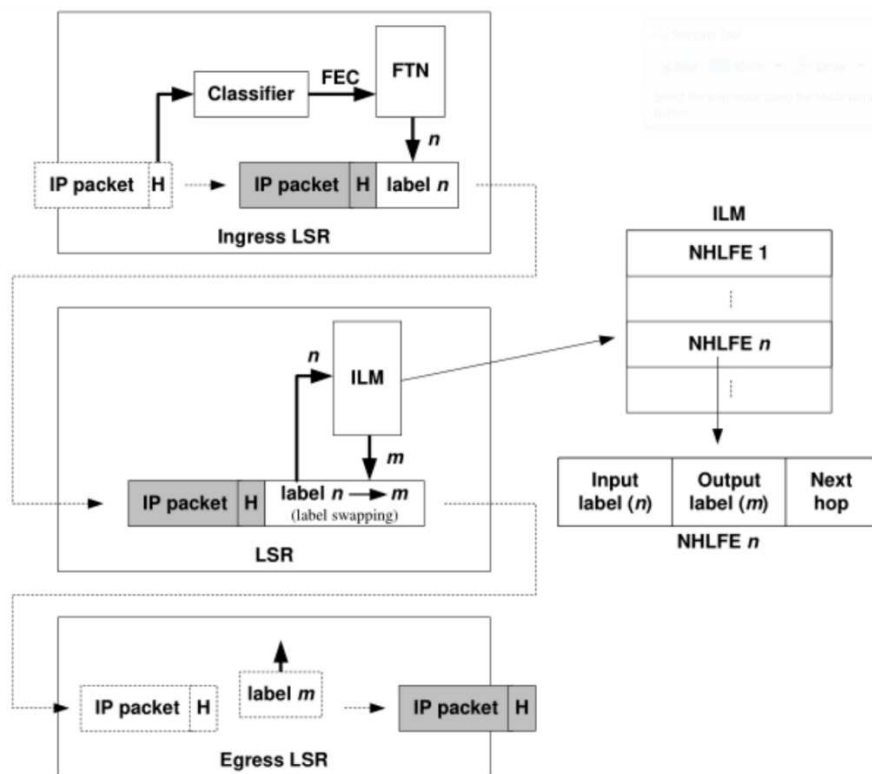 FEC
FTN
Classifier
n
IP packet H
IP packet H label n
Ingress LSR
ILM
NHLFE 1
n
ILM
NHLFE n
m
IP packet H label n m
(label swapping)
LSR
Input label (n)
Output label (m)
Next hop
NHLFE n
label m
IP packet H
IP packet H
Egress LSR